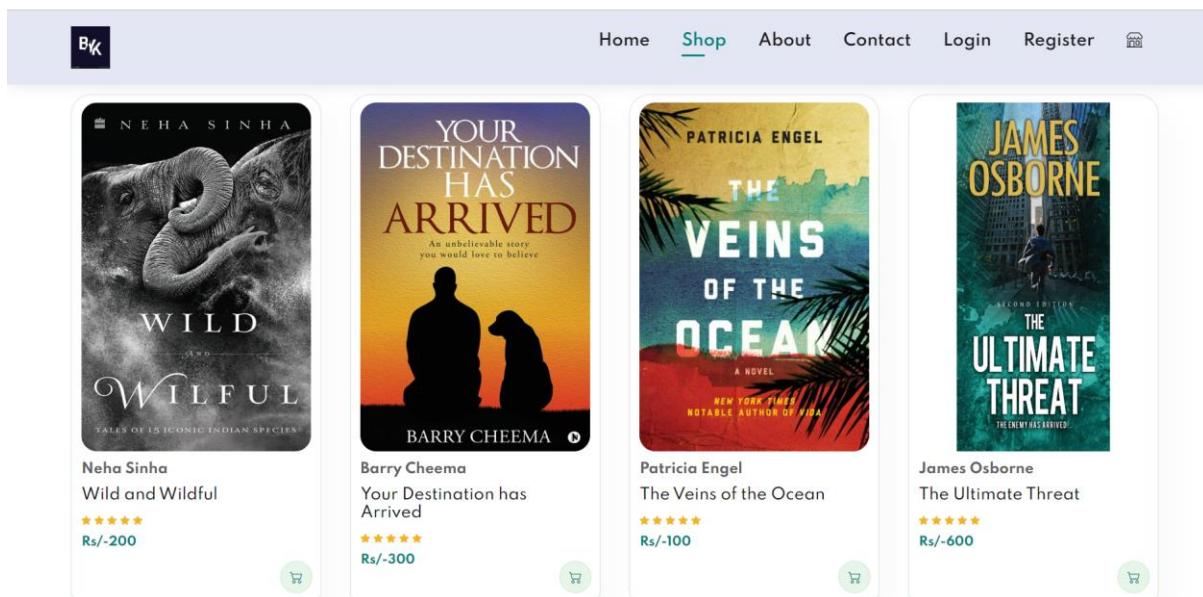 BYK
Home Shop About Contact Login Register
NEHA SINHA
WILD
AND
WILFUL
TALES OF 15 ICONIC INDIAN SPECIES
Neha Sinha
Wild and Wildful
Rs/-200
YOUR
DESTINATION
HAS
ARRIVED
An unbelievable story
you would love to believe
BARRY CHEEMA
Barry Cheema
Your Destination has
Arrived
Rs/-300
PATRICIA ENGEL
THE
VEINS
OF THE
OCEAN
A NOVEL
NEW YORK TIMES
NOTABLE AUTHOR OF VIDA
Patricia Engel
The Veins of the Ocean
Rs/-100
JAMES
OSBORNE
SECOND EDITION
THE
ULTIMATE
THREAT
THE ENEMY HAS ARRIVED...
James Osborne
The Ultimate Threat
Rs/-600